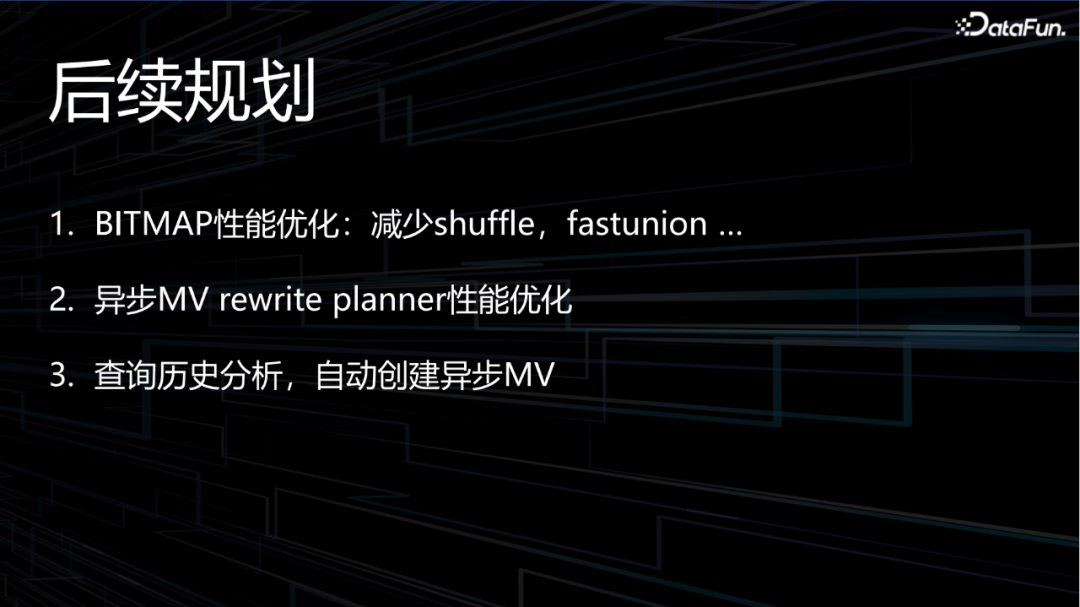 DataFun.
后续规划
1. BITMAP性能优化：减少shuffle，fastunion ...
2. 异步MV rewrite planner性能优化
3. 查询历史分析，自动创建异步MV